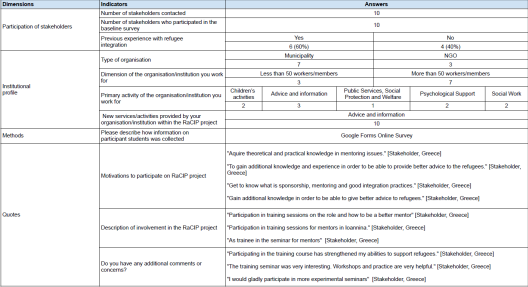 Dimensions Indicators Answers
Participation of stakeholders
Number of stakeholders contacted 10
Number of stakeholders who participated in the
baseline survey 10
Previous experience with refugee
integration
Yes No
6 (60%) 4 (40%)
Institutional
profile
Type of organisation
Municipality NGO
7 3
Dimension of the organisation/institution you work
for
Less than 50 workers/members More than 50 workers/members
3 7
Primary activity of the organisation/institution you
work for
Children's
activities
Advice and information
Public Services, Social
Protection and Welfare
Psychological Support
Social Work
2 3 1 2 2
New services/activities provided by your
organisation/institution within the RaCIP project
Advice and information
10
Methods
Please describe how information on
participant students was collected
Google Forms Online Survey
Quotes
Motivations to participate on RaCIP project
"Aquire theoretical and practical knowledge in mentoring issues." [Stakeholder, Greece]
"To gain additional knowledge and experience in order to be able to provide better advice to the refugees." [Stakeholder,
Greece]
"Get to know what is sponsorship, mentoring and good integration practices." [Stakeholder, Greece]
"Gain additional knowledge in order to be able to give better advice to refugees." [Stakeholder, Greece]
Description of involvement in the RaCIP project
"Participation in training sessions on the role and how to be a better mentor" [Stakeholder, Greece]
"Participation in training sessions for mentors in Ioannina." [Stakeholder, Greece]
"As trainee in the seminar for mentors" [Stakeholder, Greece]
Do you have any additional comments or
concerns?
"Participating in the training course has strengthened my abilities to support refugees." [Stakeholder, Greece]
"The training seminar was very interesting. Workshops and practice are very helpful." [Stakeholder, Greece]
"I would gladly participate in more experimental seminars" [Stakeholder, Greece]